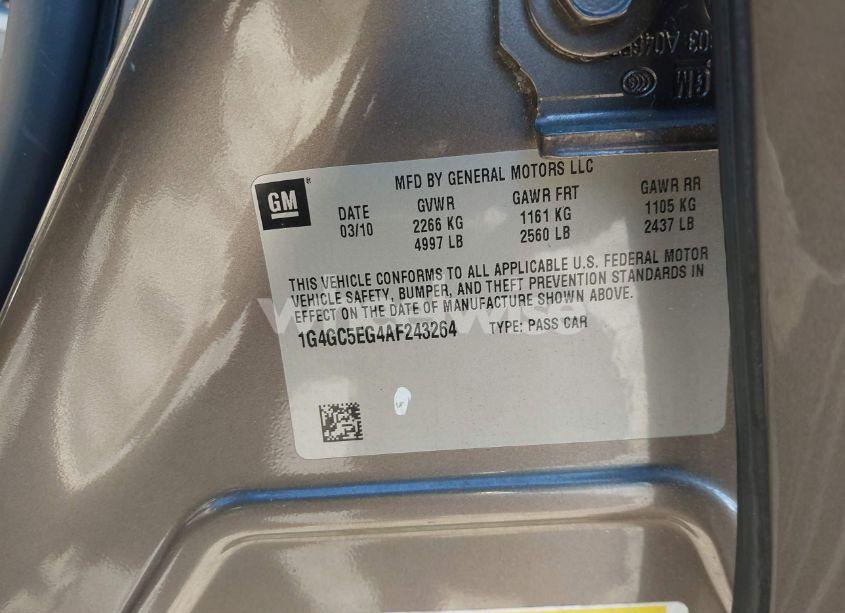 GM
MFD BY GENERAL MOTORS LLC
DATE GVWR GAWR FRT GAWR RR
03/10 2266 KG 1161 KG 1105 KG
4997 LB 2560 LB 2437 LB
THIS VEHICLE CONFORMS TO ALL APPLICABLE U.S. FEDERAL MOTOR
VEHICLE SAFETY, BUMPER, AND THEFT PREVENTION STANDARDS IN
EFFECT ON THE DATE OF MANUFACTURE SHOWN ABOVE.
1G4GC5EG4AF243264 TYPE: PASS CAR
GM